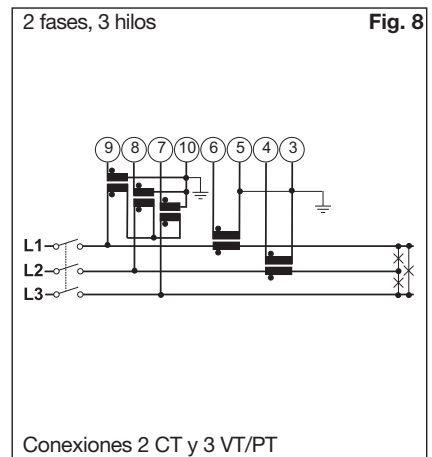 2 fases, 3 hilos
Fig. 8
9 8 7 10 6 5 4 3
L1
L2
L3
Conexiones 2 CT y 3 VT/PT